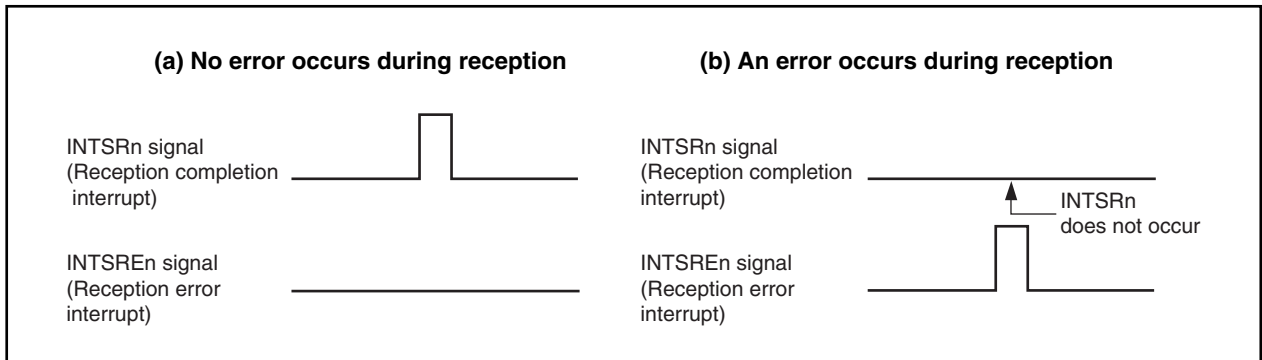 (a) No error occurs during reception
INTSRn signal
(Reception completion
interrupt)
INTSREn signal
(Reception error
interrupt)
(b) An error occurs during reception
INTSRn signal
(Reception completion
interrupt)
INTSRn
does not occur
INTSREn signal
(Reception error
interrupt)